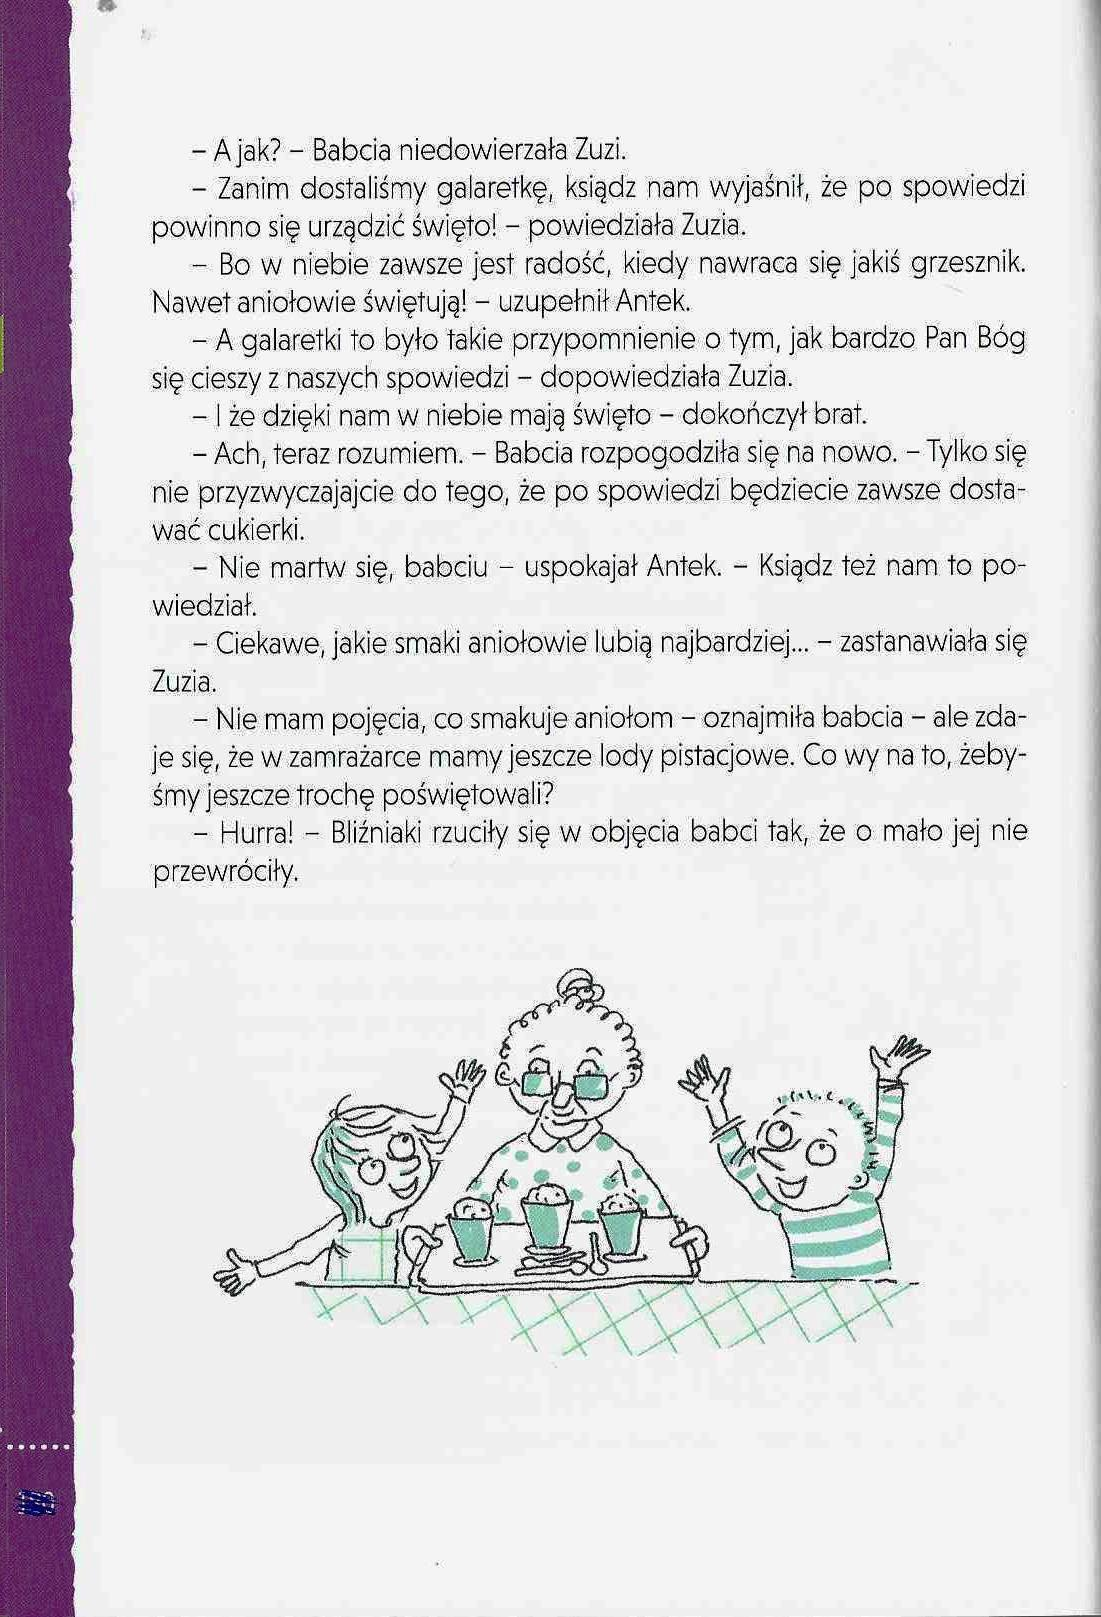 – A jak? – Babcia niedowierzała Zuzi.
– Zanim dostaliśmy galaretkę, ksiądz nam wyjaśnił, że po spowiedzi
powinno się urządzić święto! – powiedziała Zuzia.
– Bo w niebie zawsze jest radość, kiedy nawraca się jakiś grzesznik.
Nawet aniołowie świętują! – uzupełnił Antek.
– A galaretki to było takie przypomnienie o tym, jak bardzo Pan Bóg
się cieszy z naszych spowiedzi – dopowiedziała Zuzia.
– I że dzięki nam w niebie mają święto – dokończył brat.
– Ach, teraz rozumiem. – Babcia rozpogodziła się na nowo. – Tylko się
nie przyzwyczajajcie do tego, że po spowiedzi będziecie zawsze dosta-
wać cukierki.
– Nie martw się, babciu – uspokajał Antek. – Ksiądz też nam to po-
wiedział.
– Ciekawe, jakie smaki aniołowie lubią najbardziej... – zastanawiała się
Zuzia.
– Nie mam pojęcia, co smakuje aniołom – oznajmiła babcia – ale zda-
je się, że w zamrażarce mamy jeszcze lody pistacjowe. Co wy na to, żeby-
śmy jeszcze trochę poświętowali?
– Hurra! – Bliźniaki rzuciły się w objęcia babci tak, że o mało jej nie
przewróciły.